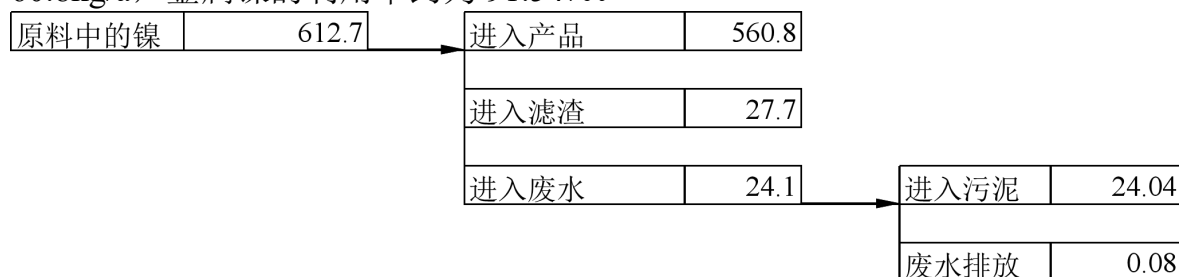 原料中的镍 612.7 进入产品 560.8
进入滤渣 27.7
进入废水 24.1 进入污泥 24.04
废水排放 0.08